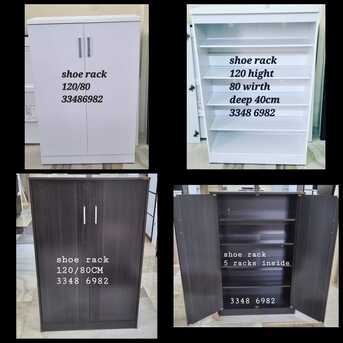 shoe rack
120/80
33486982
shoe rack
120 hight
80 wirth
deep 40cm
3348 6982
shoe rack
120/80CM
3348 6982
shoe rack
5 racks inside
3348 6982